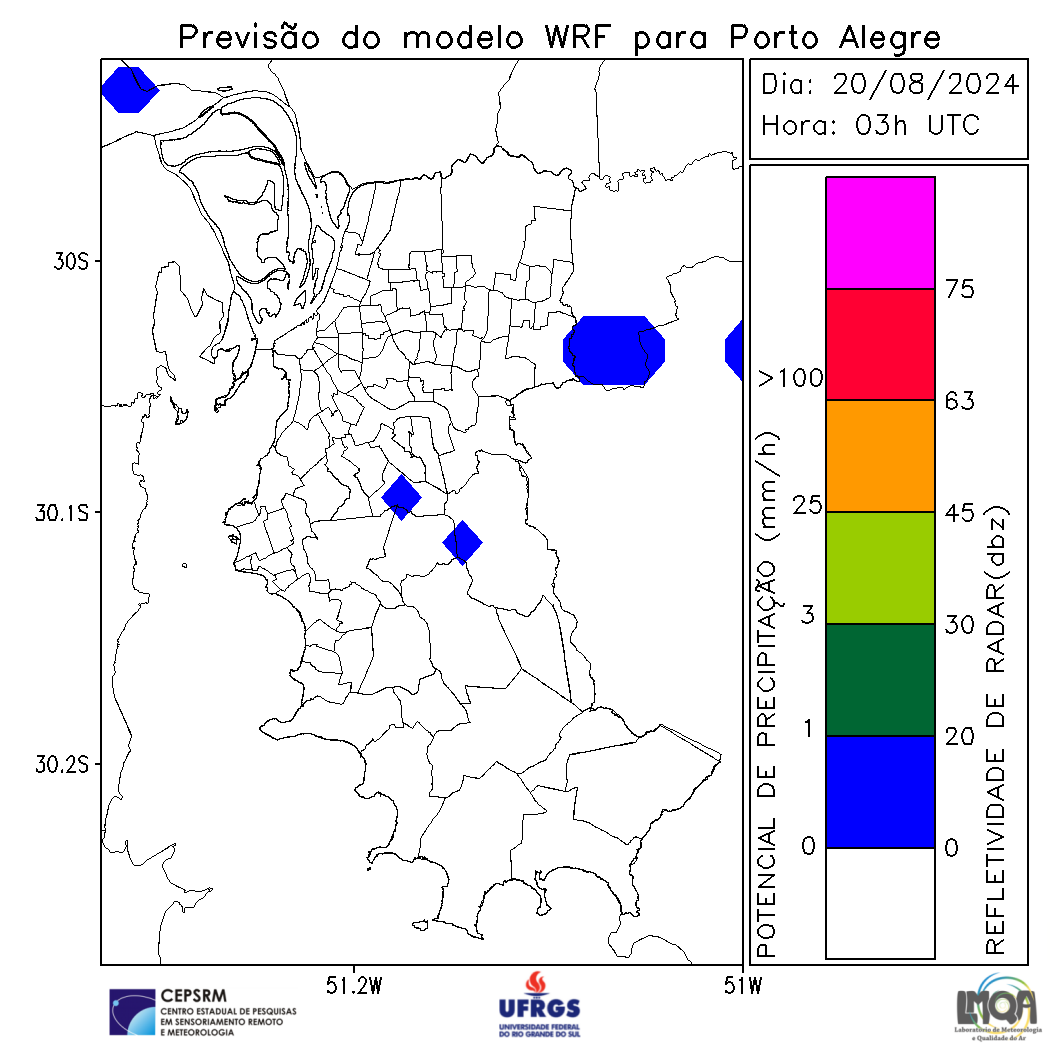 Previsão do modelo WRF para Porto Alegre
Dia: 20/08/2024
Hora: 03h UTC
30S
30.1S
30.2S
51.2W
51W
POTENCIAL DE PRECIPITAÇÃO (mm/h)
>100
25
3
1
0
75
63
45
30
20
0
REFLETIVIDADE DE RADAR(dbz)
CEPSRM
CENTRO ESTADUAL DE PESQUISAS
EM SENSORIAMENTO REMOTO
E METEOROLOGIA
UFRGS
UNIVERSIDADE FEDERAL
DO RIO GRANDE DO SUL
LMQA
Laboratório de Meteorologia
e Qualidade do Ar